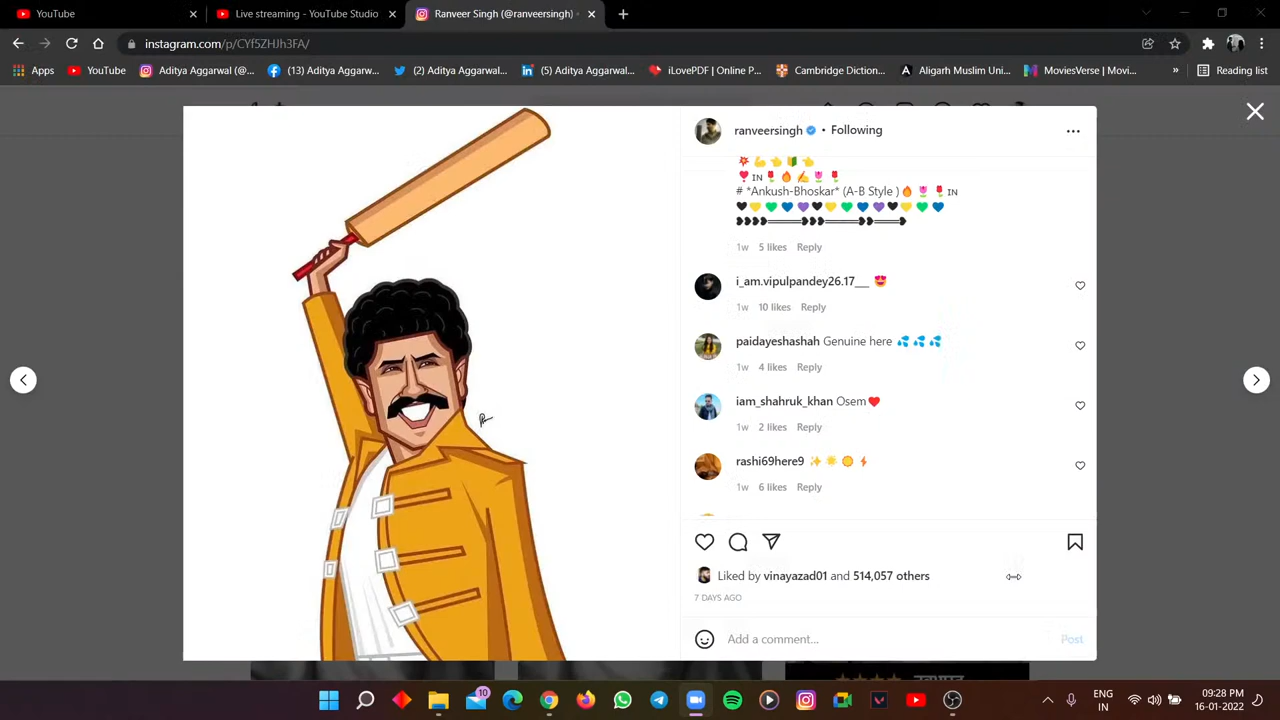 YouTube
Live streaming - YouTube Studio
Ranveer Singh (@ranveersingh) ·
instagram.com/p/CYf5ZHJh3FA/
Apps
YouTube
Aditya Aggarwal (@...
(13) Aditya Aggarw...
(2) Aditya Aggarwal...
(5) Aditya Aggarwal...
iLovePDF | Online P...
Cambridge Diction...
Aligarh Muslim Uni...
MoviesVerse | Movi...
»
Reading list
ranveersingh • Following
IN
# *Ankush-Bhoskar* (A-B Style ) IN
1w 5 likes Reply
i_am.vipulpandey26.17__ 😍
1w 10 likes Reply
paidayeshashah Genuine here 💦 💦 💦
1w 4 likes Reply
iam_shahruk_khan Osem❤️
1w 2 likes Reply
rashi69here9
1w 6 likes Reply
Liked by vinayazad01 and 514,057 others
7 DAYS AGO
Add a comment...
Post
10
ENG
IN
09:28 PM
16-01-2022